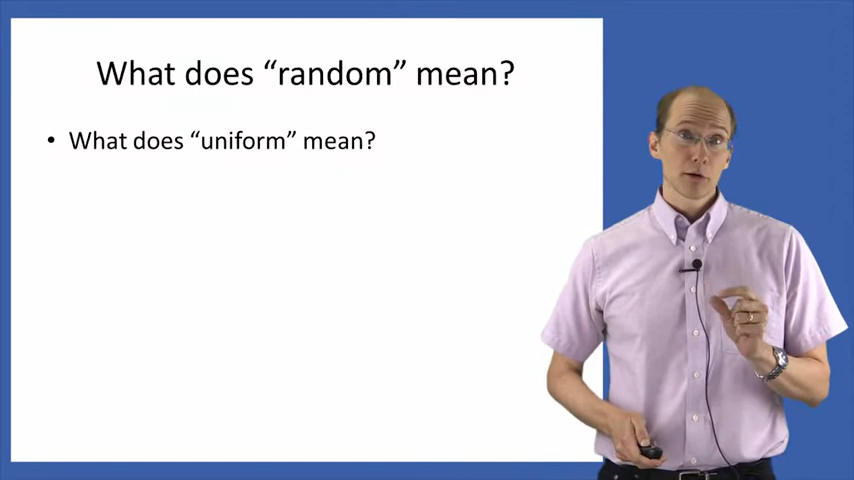 What does “random” mean?
• What does “uniform” mean?